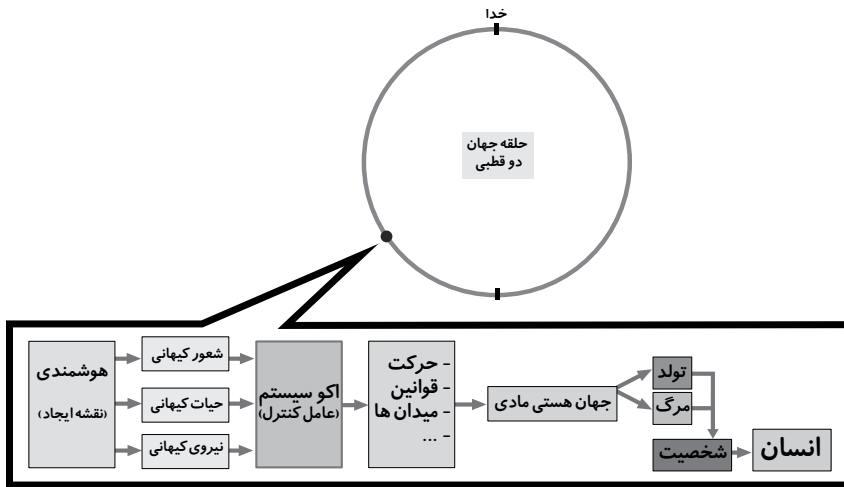 خدا
حلقه جهان
دو قطبی
هوشمندی
(نقشه ایجاد)
شعور کیهانی
حیات کیهانی
نیروی کیهانی
اکو سیستم
(عامل کنترل)
- حرکت
- قوانین
- میدان ها
- ...
جهان هستی مادی
تولد
مرگ
شخصیت
انسان